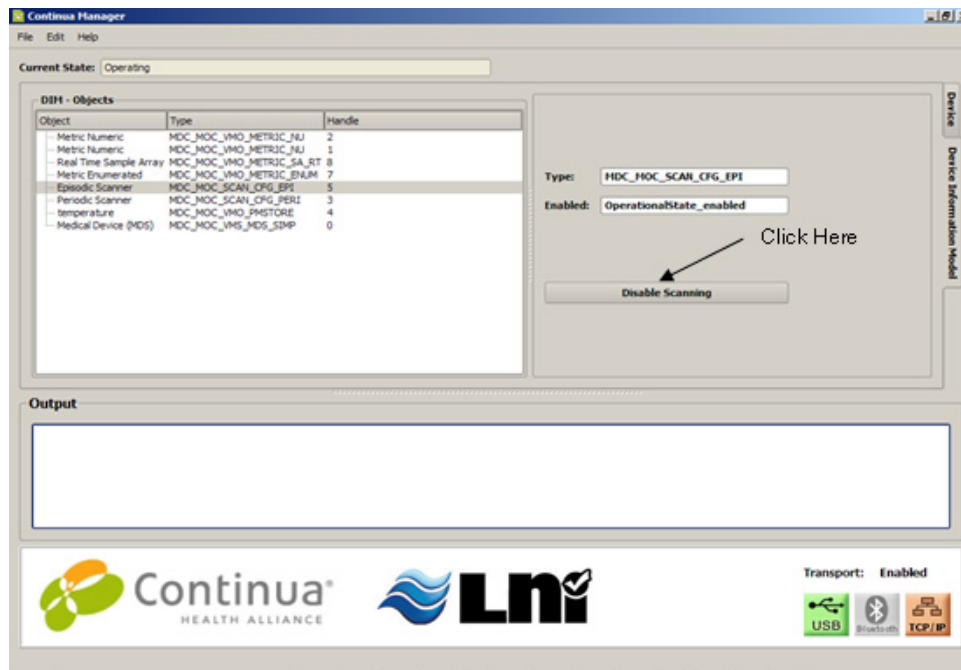 Continua Manager
File Edit Help
Current State: Operating
DIM - Objects
Object Type Handle
Metric Numeric MDC_MOC_VMO_METRIC_NU 2
Metric Numeric MDC_MOC_VMO_METRIC_NU 1
Real Time Sample Array MDC_MOC_VMO_METRIC_SA_RT 8
Metric Enumerated MDC_MOC_VMO_METRIC_ENUM 7
Episodic Scanner MDC_MOC_SCAN_CFG_EPI 5
Periodic Scanner MDC_MOC_SCAN_CFG_PERI 3
temperature MDC_MOC_VMO_PMSTORE 4
Medical Device (MDS) MDC_MOC_VMS_MDS_SIMP 0
Type: MDC_MOC_SCAN_CFG_EPI
Enabled: OperationalState_enabled
Click Here
Disable Scanning
Device
Device Information Model
Output
Continua®
HEALTH ALLIANCE
LNi
Transport: Enabled
USB Bluetooth TCP/IP